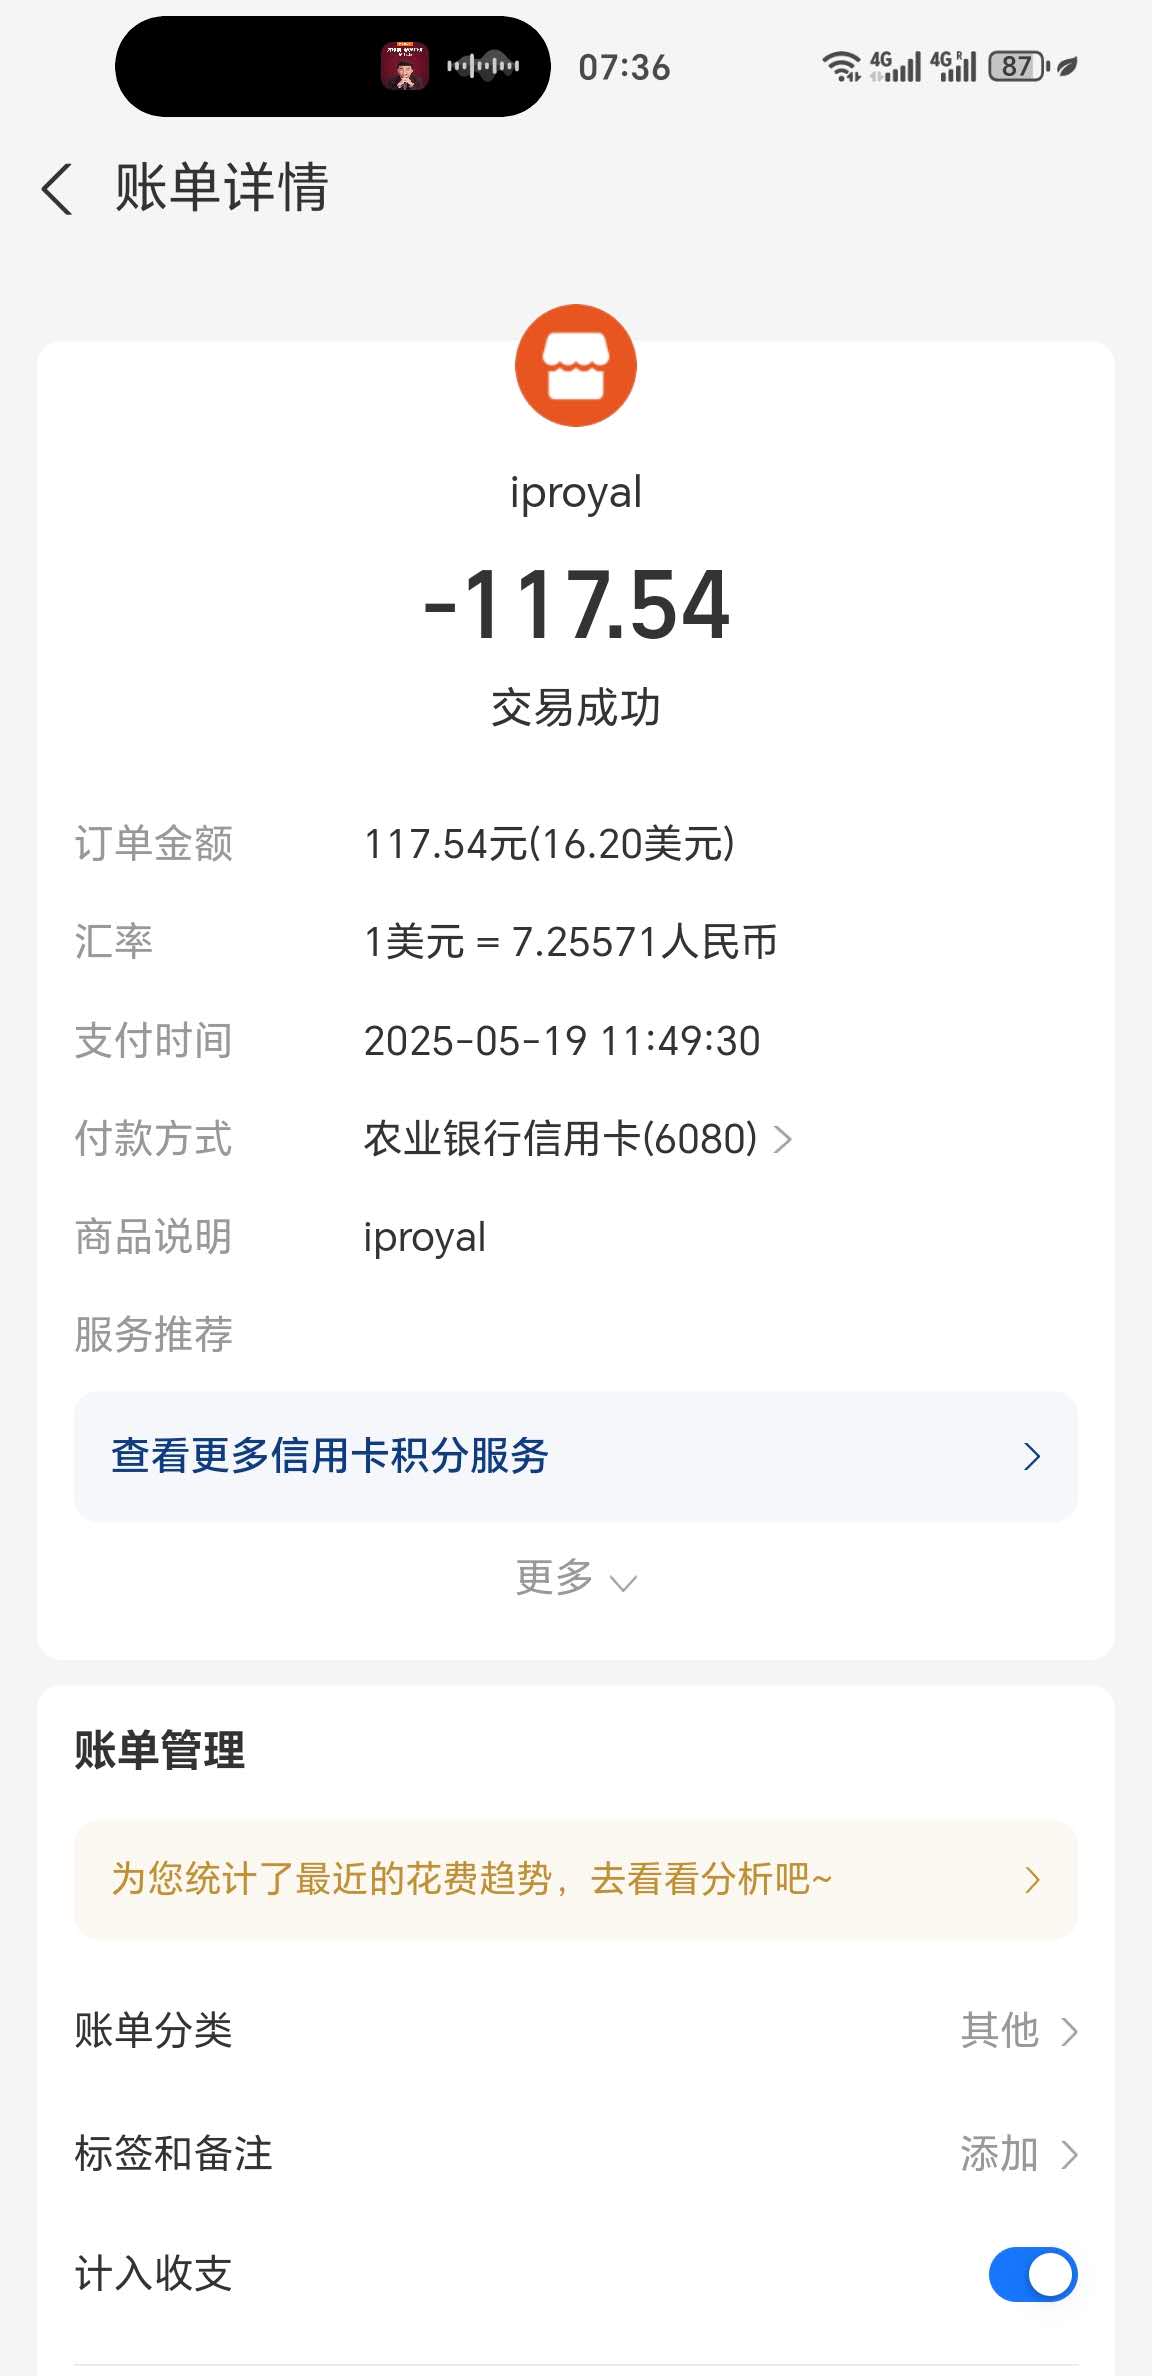 07:36
4G 4G R 87
账单详情
iproyal
-117.54
交易成功
订单金额 117.54元(16.20美元)
汇率 1美元 = 7.25571人民币
支付时间 2025-05-19 11:49:30
付款方式 农业银行信用卡(6080)
商品说明 iproyal
服务推荐
查看更多信用卡积分服务
更多
账单管理
为您统计了最近的花费趋势，去看看分析吧~
账单分类 其他
标签和备注 添加
计入收支